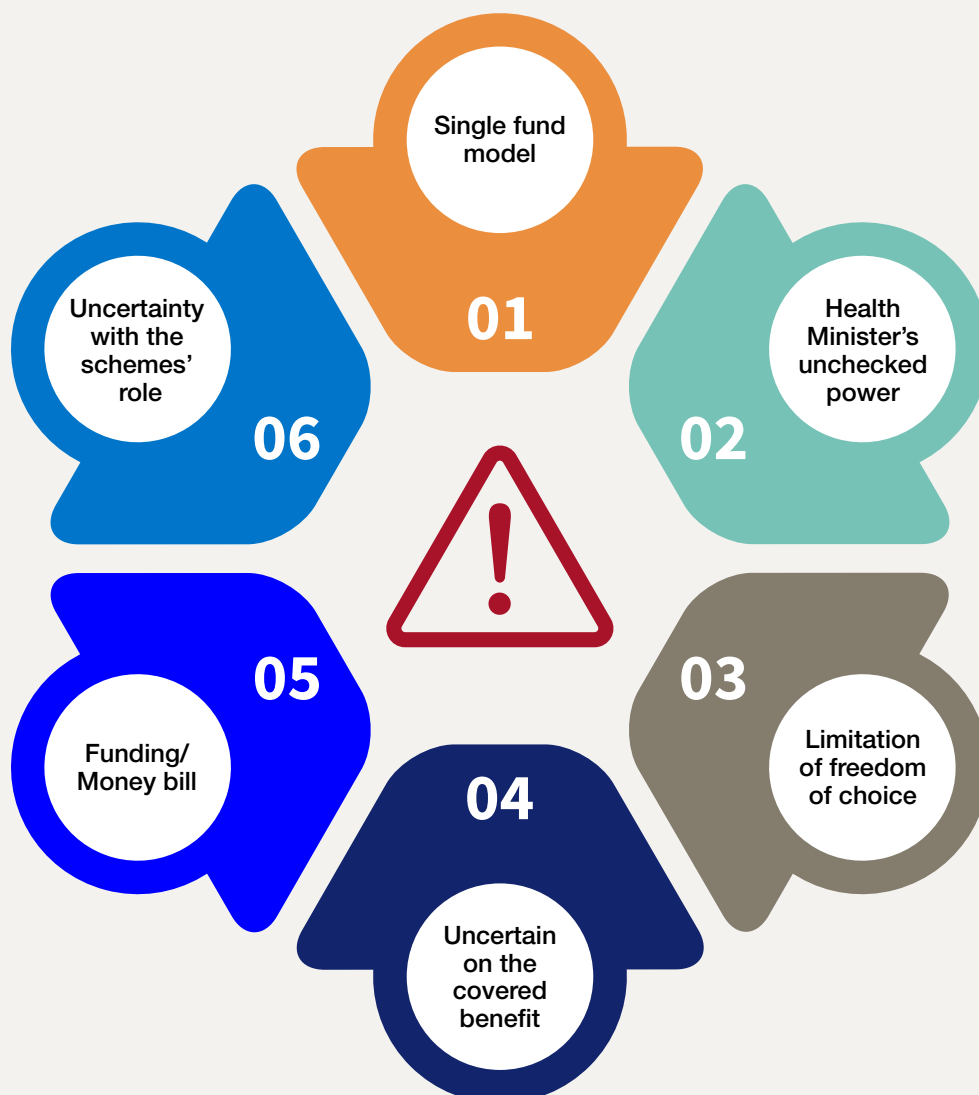 Single fund
model
01
Health
Minister’s
unchecked
power
02
03
Limitation
of freedom
of choice
04
Uncertain
on the
covered
benefit
05
Funding/
Money bill
Uncertainty
with the
schemes’
role
06